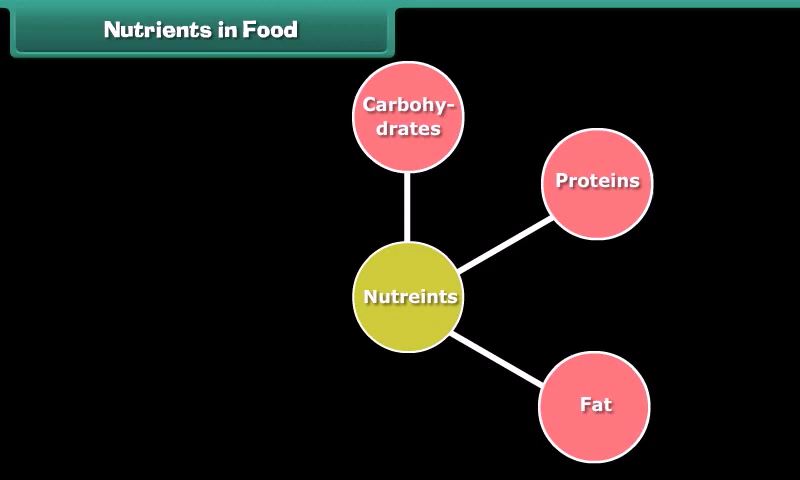 Nutrients in Food
Carbohy-
drates
Proteins
Nutreints
Fat